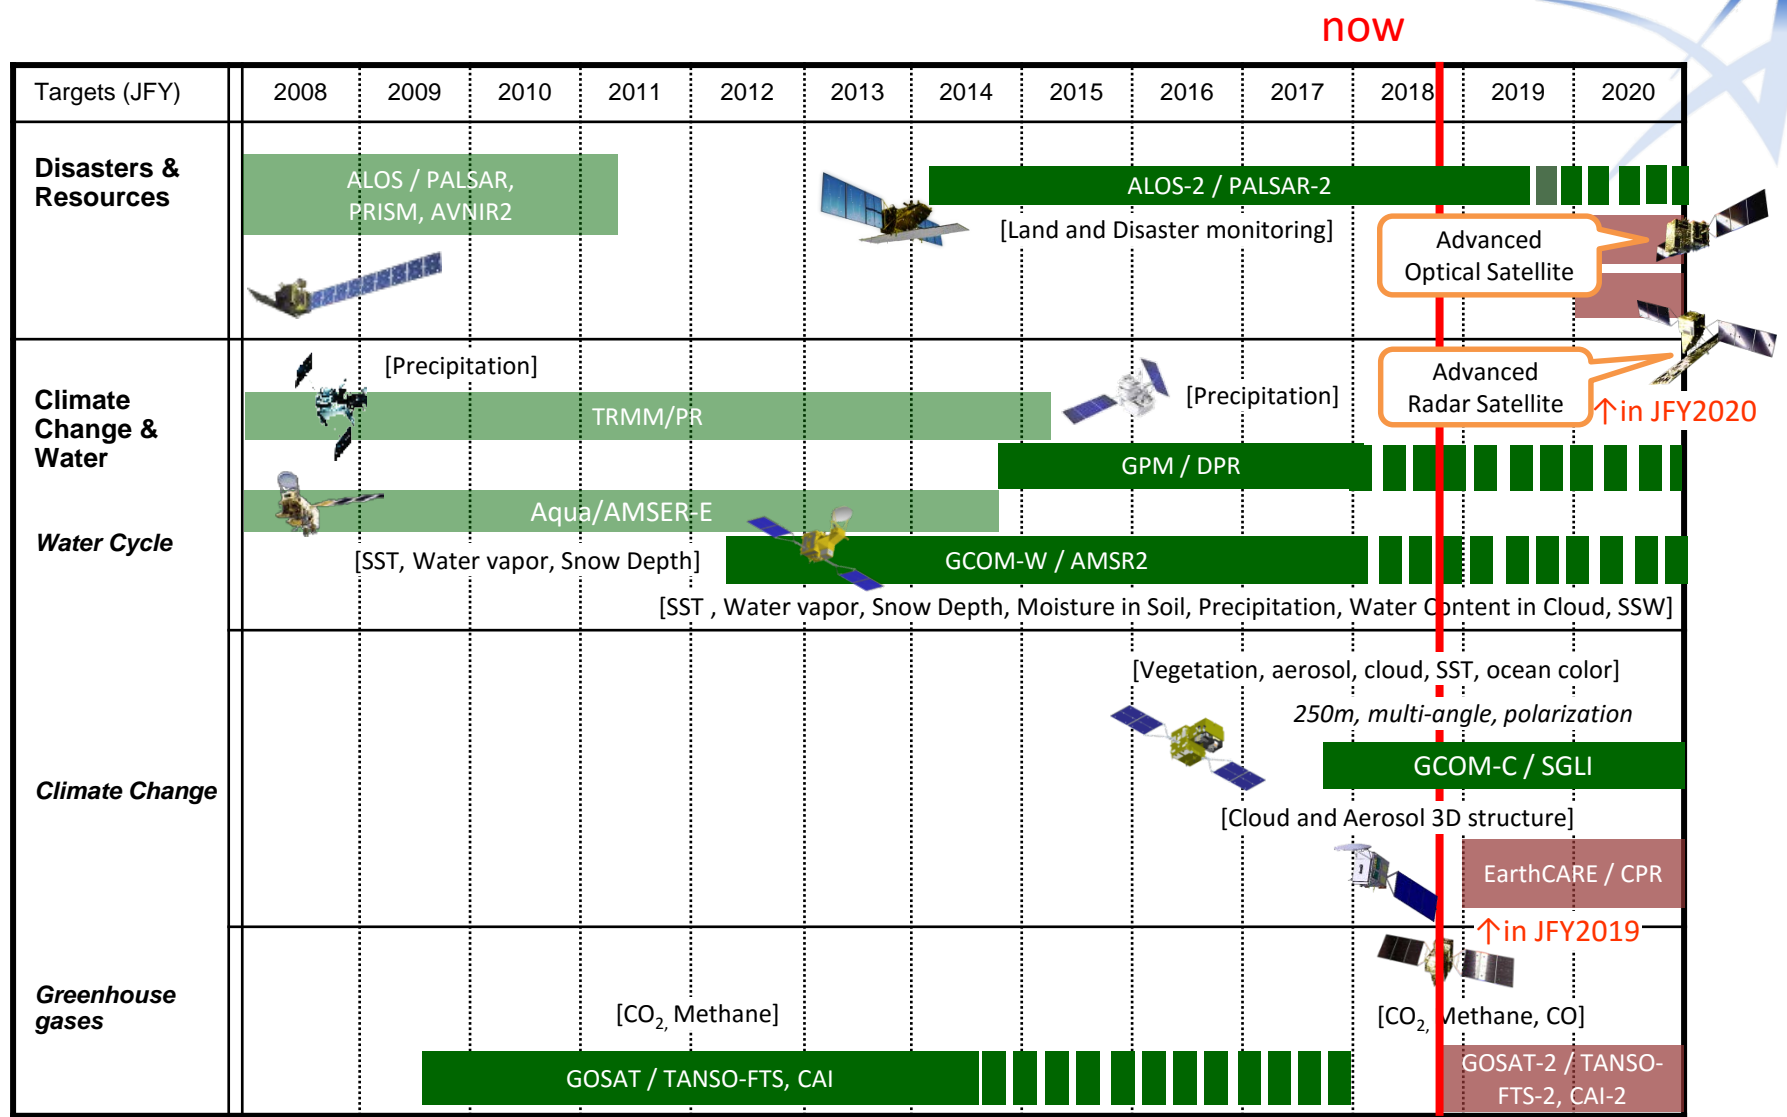 now
Targets (JFY) 2008 2009 2010 2011 2012 2013 2014 2015 2016 2017 2018 2019 2020
Disasters &
Resources
ALOS / PALSAR,
PRISM, AVNIR2
ALOS-2 / PALSAR-2
[Land and Disaster monitoring]
Advanced
Optical Satellite
Advanced
Radar Satellite
↑in JFY2020
Climate
Change &
Water
[Precipitation]
TRMM/PR
[Precipitation]
GPM / DPR
Water Cycle
Aqua/AMSER-E
[SST, Water vapor, Snow Depth]
GCOM-W / AMSR2
[SST , Water vapor, Snow Depth, Moisture in Soil, Precipitation, Water Content in Cloud, SSW]
Climate Change
[Vegetation, aerosol, cloud, SST, ocean color]
250m, multi-angle, polarization
GCOM-C / SGLI
[Cloud and Aerosol 3D structure]
EarthCARE / CPR
↑in JFY2019
Greenhouse
gases
[CO2, Methane]
[CO2, Methane, CO]
GOSAT / TANSO-FTS, CAI
GOSAT-2 / TANSO-
FTS-2, CAI-2